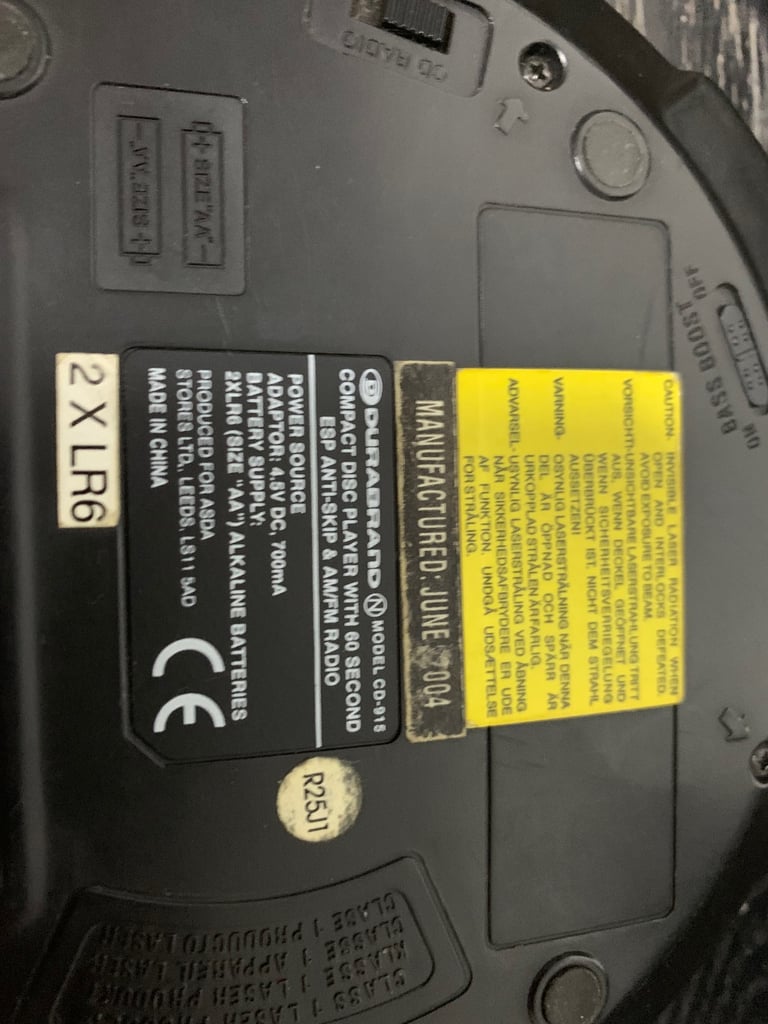 CD RADIO
+ SIZE "AA" -
- SIZE "AA" +
OFF
BASS BOOST
ON
CAUTION- INVISIBLE LASER RADIATION WHEN
OPEN AND INTERLOCKS DEFEATED.
AVOID EXPOSURE TO BEAM.
VORSICHT-UNSICHTBARE LASERSTRAHLUNG TRITT
AUS, WENN DECKEL GEÖFFNET UND
WENN SICHERHEITSVERRIEGELUNG
ÜBERBRÜCKT IST. NICHT DEM STRAHL
AUSSETZEN!
VARNING- OSYNLIG LASERSTRÅLNING NÄR DENNA
DEL ÄR ÖPPNAD OCH SPÄRR ÄR
URKOPPLAD STRÅLEN ÄR FARLIG.
ADVARSEL- USYNLIG LASERSTRÅLING VED ÅBNING
NÅR SIKKERHEDSAFBRYDERE ER UDE
AF FUNKTION. UNDGÅ UDSÆTTELSE
FOR STRÅLING.
MANUFACTURED: JUNE 2004
D DURABRAND N MODEL CD-915
COMPACT DISC PLAYER WITH 60 SECOND
ESP ANTI-SKIP & AM/FM RADIO
POWER SOURCE
ADAPTOR: 4.5V DC, 700mA
BATTERY SUPPLY:
2XLR6 (SIZE "AA") ALKALINE BATTERIES
PRODUCED FOR ASDA
STORES LTD, LEEDS, LS11 5AD
MADE IN CHINA
CE
2 X LR6
R25J1
CLASS 1 LASER PRODUKT
KLASSE 1 LASER PRODUKT
CLASSE 1 APPAREIL LASER
CLASE 1 PRODUCTO LASER